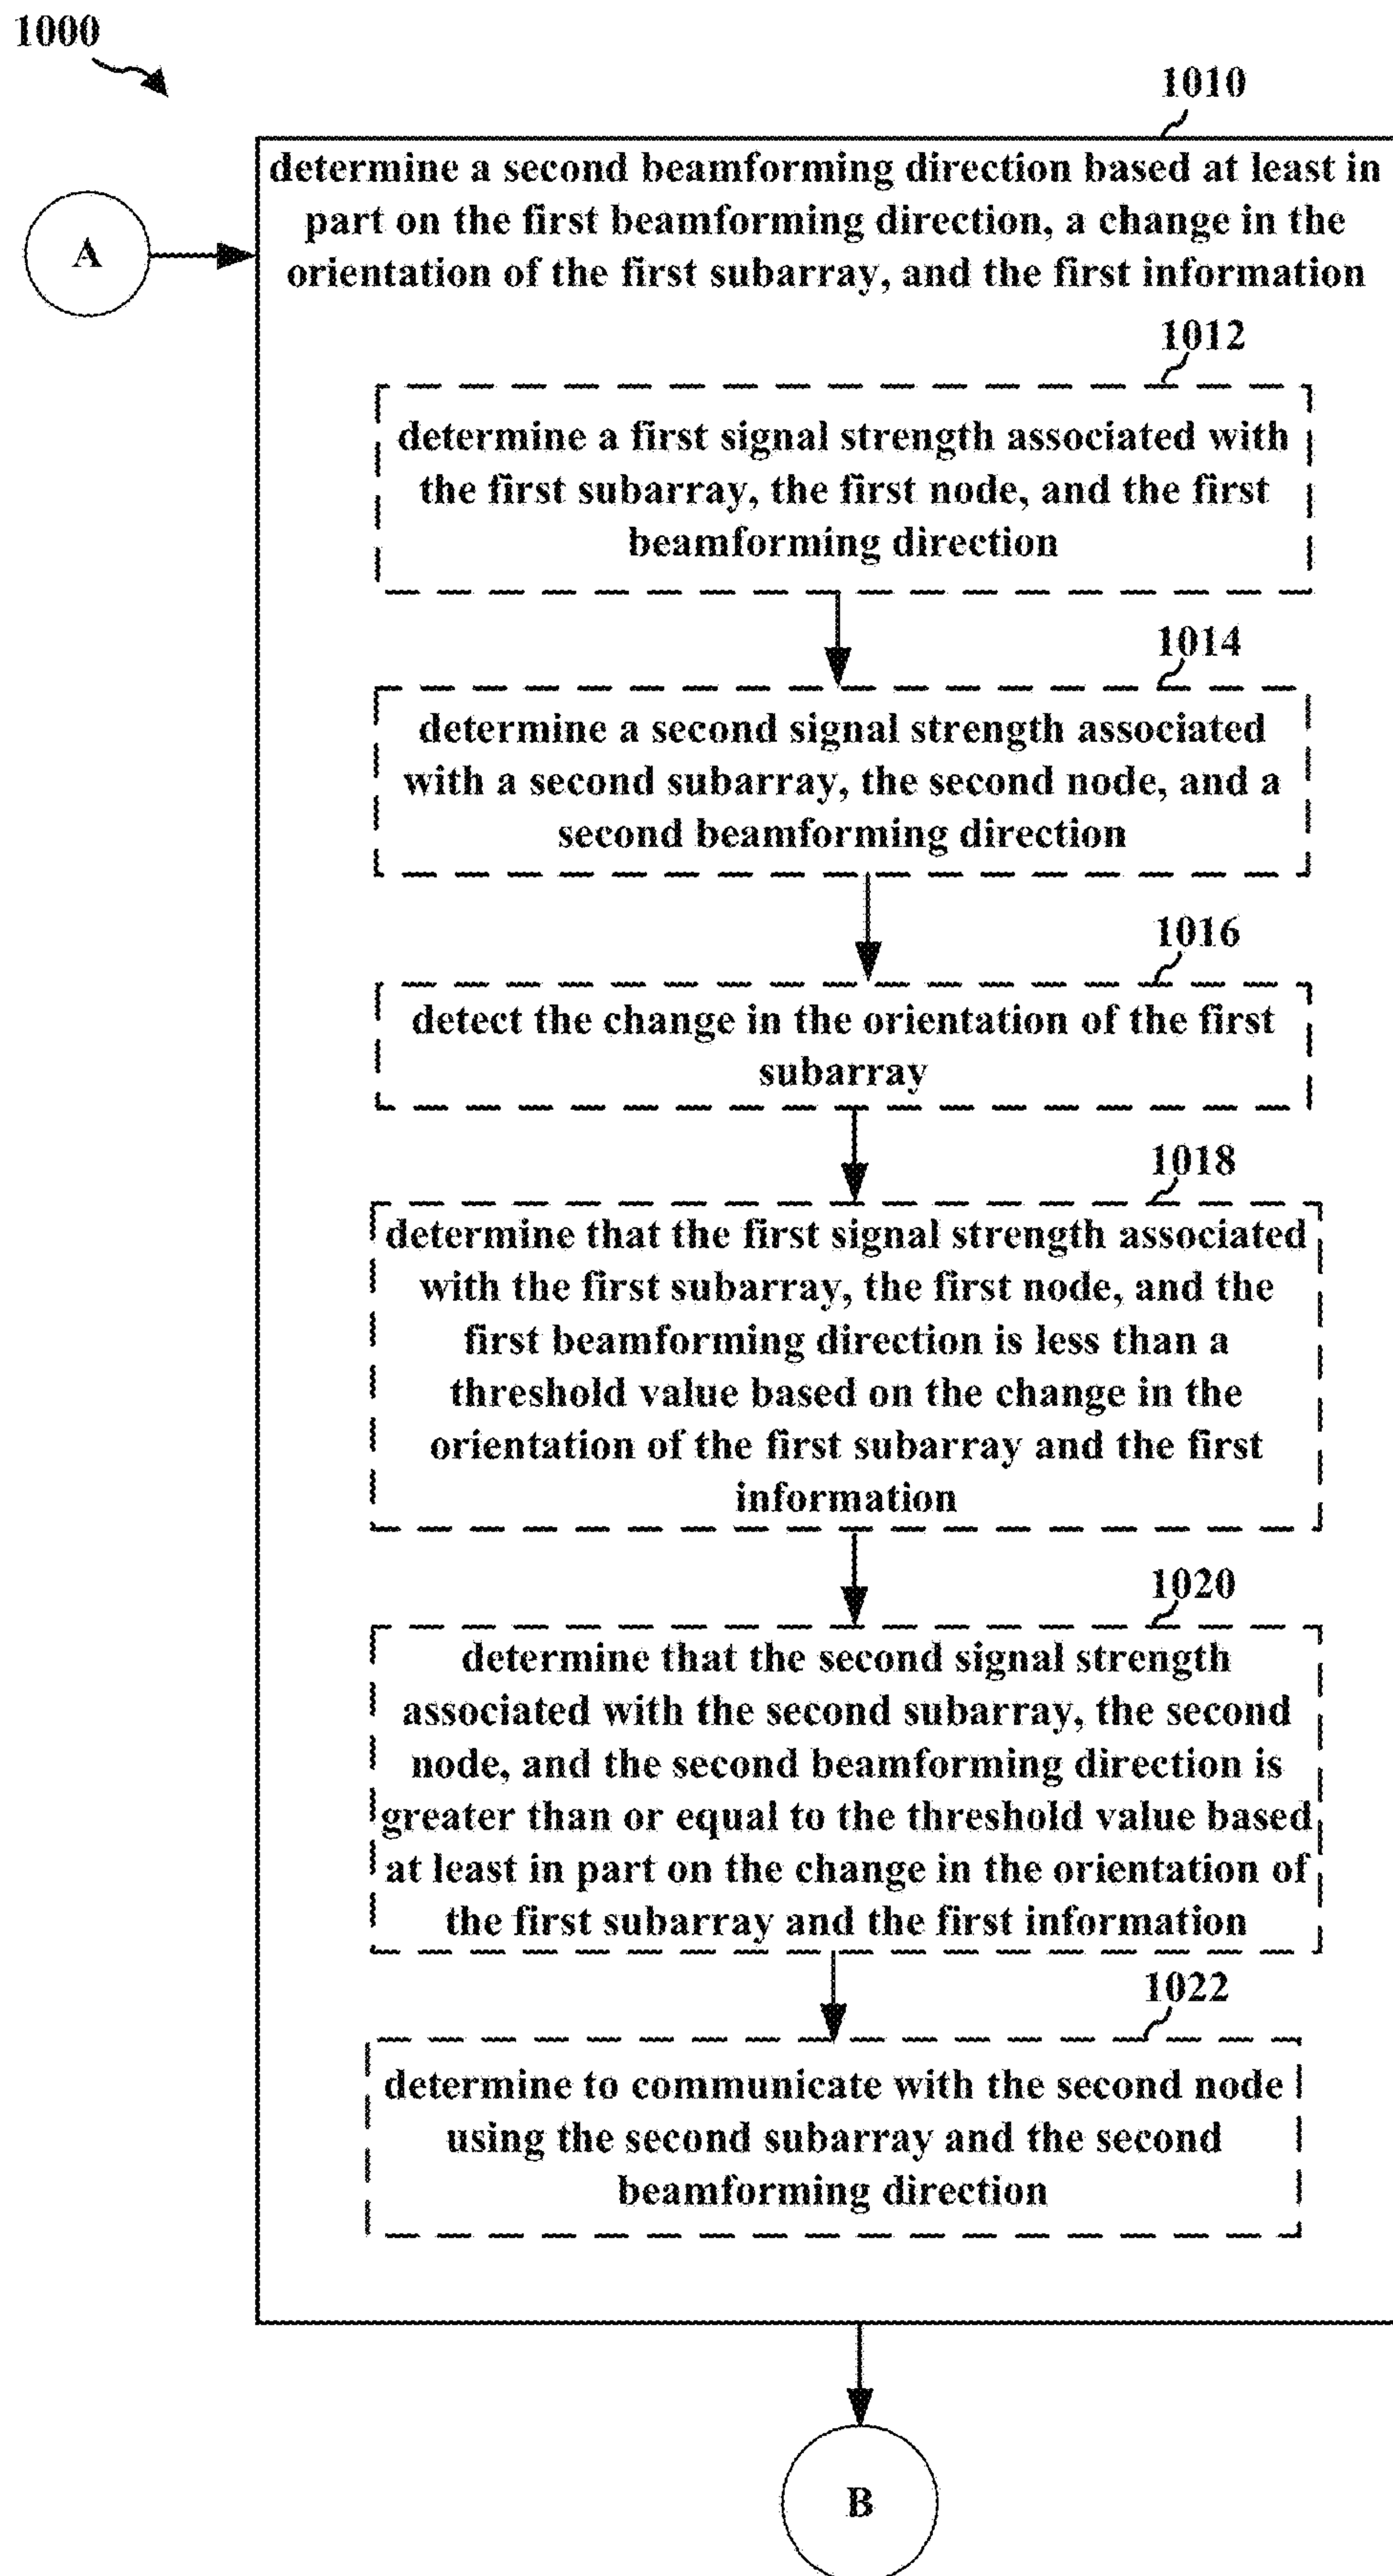 1000
1010
determine a second beamforming direction based at least in
part on the first beamforming direction, a change in the
orientation of the first subarray, and the first information
A
1012
determine a first signal strength associated with
the first subarray, the first node, and the first
beamforming direction
1014
determine a second signal strength associated
with a second subarray, the second node, and a
second beamforming direction
1016
detect the change in the orientation of the first
subarray
1018
determine that the first signal strength associated
with the first subarray, the first node, and the
first beamforming direction is less than a
threshold value based on the change in the
orientation of the first subarray and the first
information
1020
determine that the second signal strength
associated with the second subarray, the second
node, and the second beamforming direction is
greater than or equal to the threshold value based
at least in part on the change in the orientation of
the first subarray and the first information
1022
determine to communicate with the second node
using the second subarray and the second
beamforming direction
B